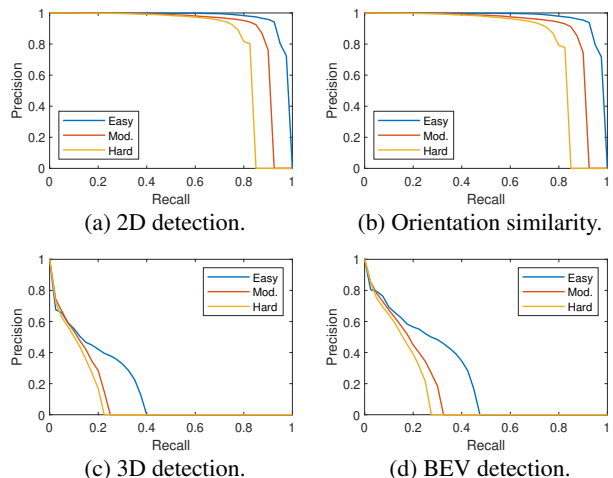 1
0.8
0.6
0.4
0.2
0
Precision
Easy
Mod.
Hard
0 0.2 0.4 0.6 0.8 1
Recall
(a) 2D detection.
1
0.8
0.6
0.4
0.2
0
Precision
Easy
Mod.
Hard
0 0.2 0.4 0.6 0.8 1
Recall
(b) Orientation similarity.
1
0.8
0.6
0.4
0.2
0
Precision
Easy
Mod.
Hard
0 0.2 0.4 0.6 0.8 1
Recall
(c) 3D detection.
1
0.8
0.6
0.4
0.2
0
Precision
Easy
Mod.
Hard
0 0.2 0.4 0.6 0.8 1
Recall
(d) BEV detection.